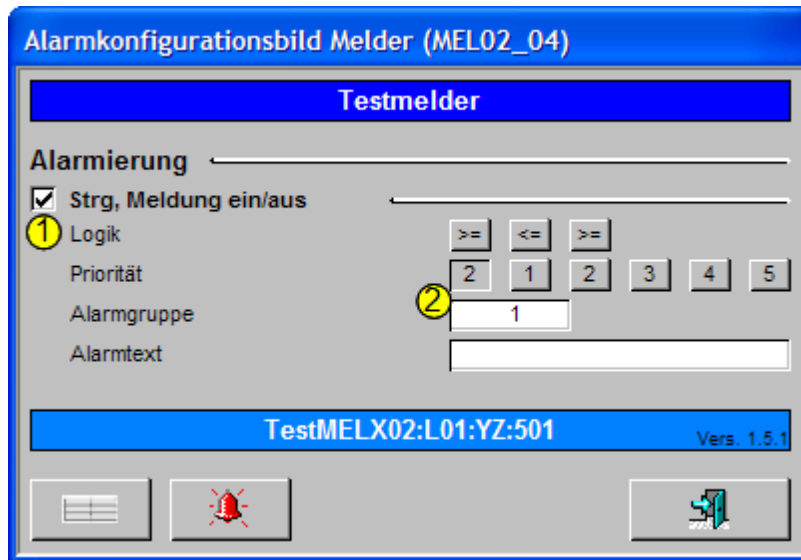 Alarmkonfigurationsbild Melder (MEL02_04)
Testmelder
Alarmierung
Strg, Meldung ein/aus
1 Logik >= <= >=
Priorität 2 1 2 3 4 5
2
Alarmgruppe 1
Alarmtext
TestMELX02:L01:YZ:501 Vers. 1.5.1